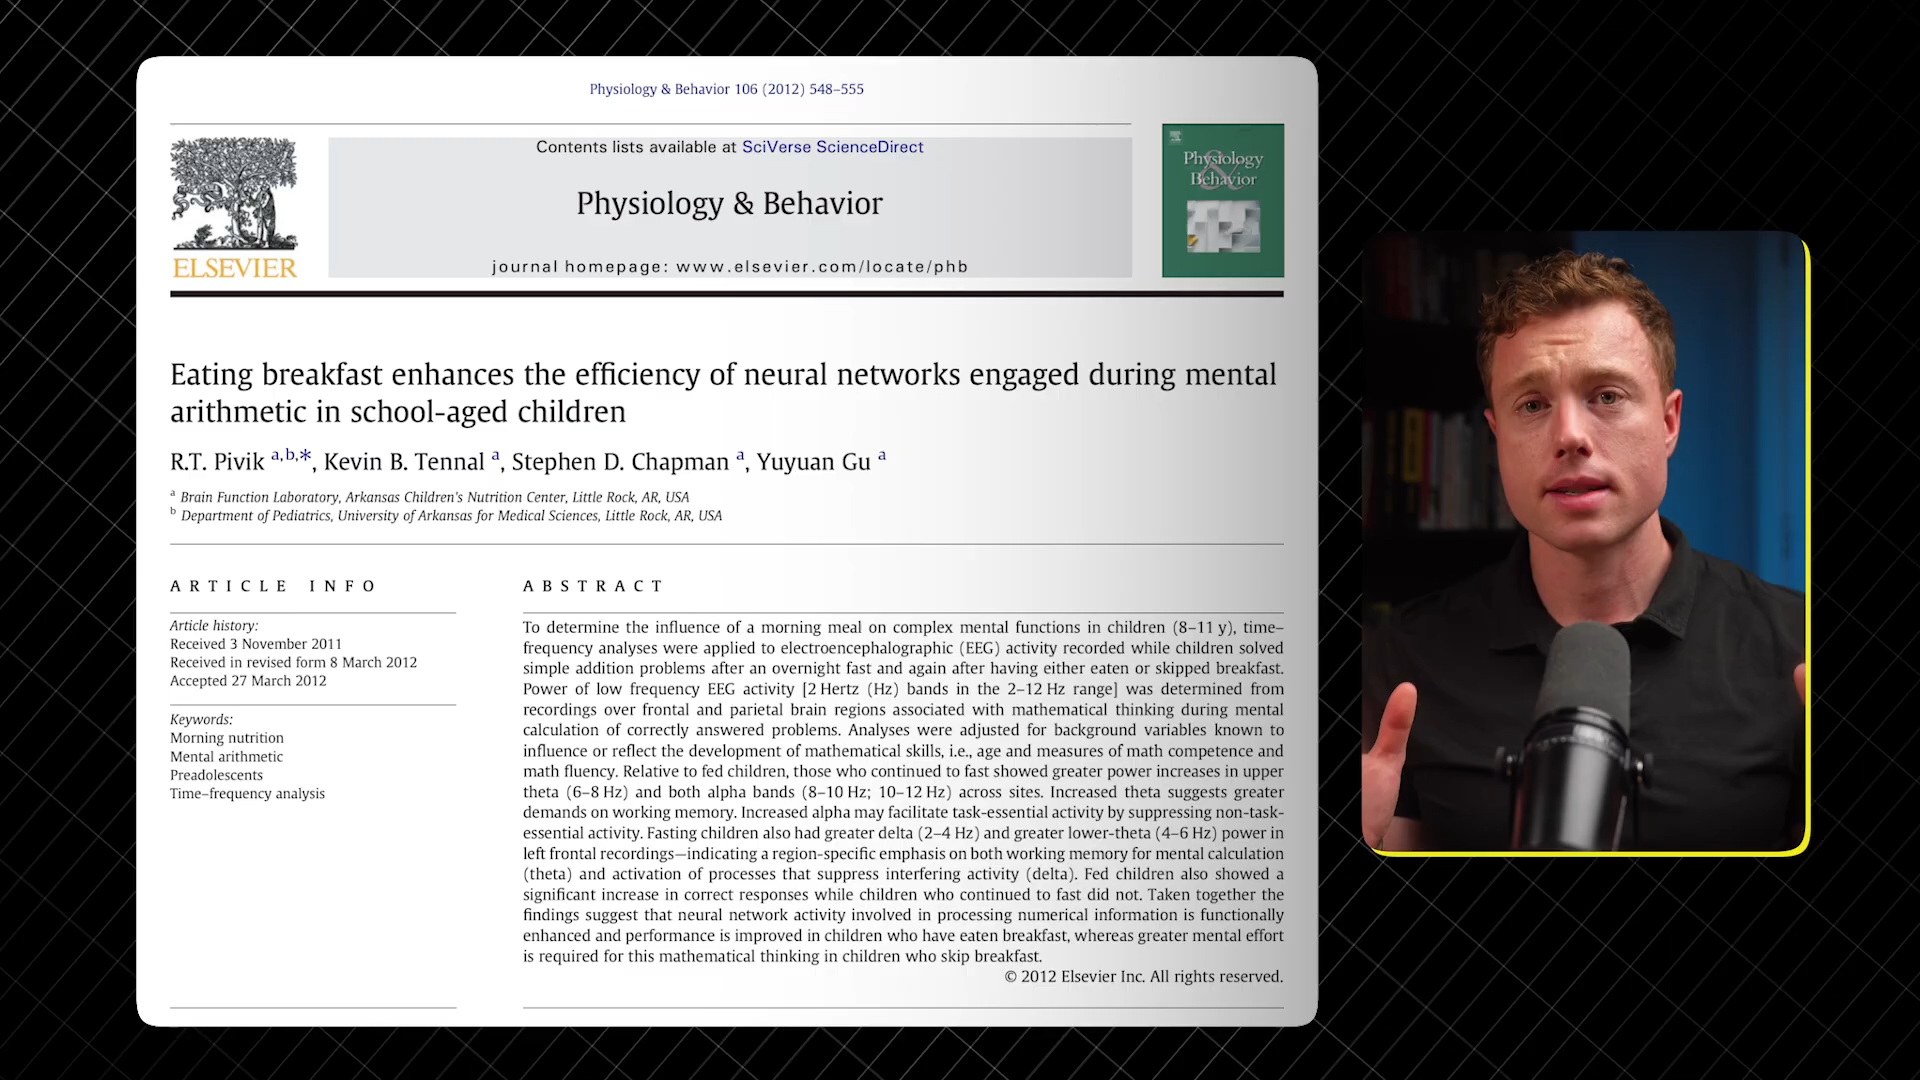 Physiology & Behavior 106 (2012) 548–555
Contents lists available at SciVerse ScienceDirect
Physiology & Behavior
journal homepage: www.elsevier.com/locate/phb
ELSEVIER
Physiology
&
Behavior
Eating breakfast enhances the efficiency of neural networks engaged during mental
arithmetic in school-aged children
R.T. Pivik a,b,*, Kevin B. Tennal a, Stephen D. Chapman a, Yuyuan Gu a
a Brain Function Laboratory, Arkansas Children's Nutrition Center, Little Rock, AR, USA
b Department of Pediatrics, University of Arkansas for Medical Sciences, Little Rock, AR, USA
ARTICLE INFO
Article history:
Received 3 November 2011
Received in revised form 8 March 2012
Accepted 27 March 2012
Keywords:
Morning nutrition
Mental arithmetic
Preadolescents
Time–frequency analysis
ABSTRACT
To determine the influence of a morning meal on complex mental functions in children (8–11 y), time–
frequency analyses were applied to electroencephalographic (EEG) activity recorded while children solved
simple addition problems after an overnight fast and again after having either eaten or skipped breakfast.
Power of low frequency EEG activity [2 Hertz (Hz) bands in the 2–12 Hz range] was determined from
recordings over frontal and parietal brain regions associated with mathematical thinking during mental
calculation of correctly answered problems. Analyses were adjusted for background variables known to
influence or reflect the development of mathematical skills, i.e., age and measures of math competence and
math fluency. Relative to fed children, those who continued to fast showed greater power increases in upper
theta (6–8 Hz) and both alpha bands (8–10 Hz; 10–12 Hz) across sites. Increased theta suggests greater
demands on working memory. Increased alpha may facilitate task-essential activity by suppressing non-task-
essential activity. Fasting children also had greater delta (2–4 Hz) and greater lower-theta (4–6 Hz) power in
left frontal recordings—indicating a region-specific emphasis on both working memory for mental calculation
(theta) and activation of processes that suppress interfering activity (delta). Fed children also showed a
significant increase in correct responses while children who continued to fast did not. Taken together the
findings suggest that neural network activity involved in processing numerical information is functionally
enhanced and performance is improved in children who have eaten breakfast, whereas greater mental effort
is required for this mathematical thinking in children who skip breakfast.
© 2012 Elsevier Inc. All rights reserved.